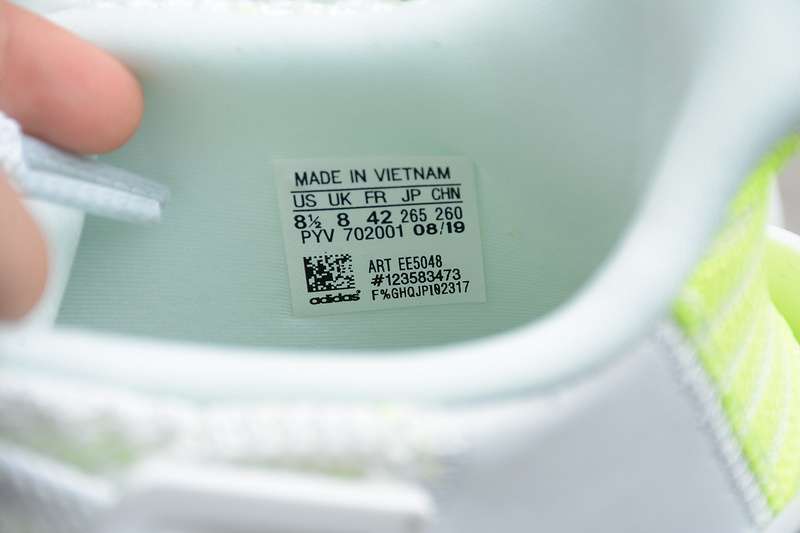 MADE IN VIETNAM
US UK FR JP CHN
8½ 8 42 265 260
PYV 702001 08/19
ART EE5048
#123583473
F%GHQJPI02317
adidas